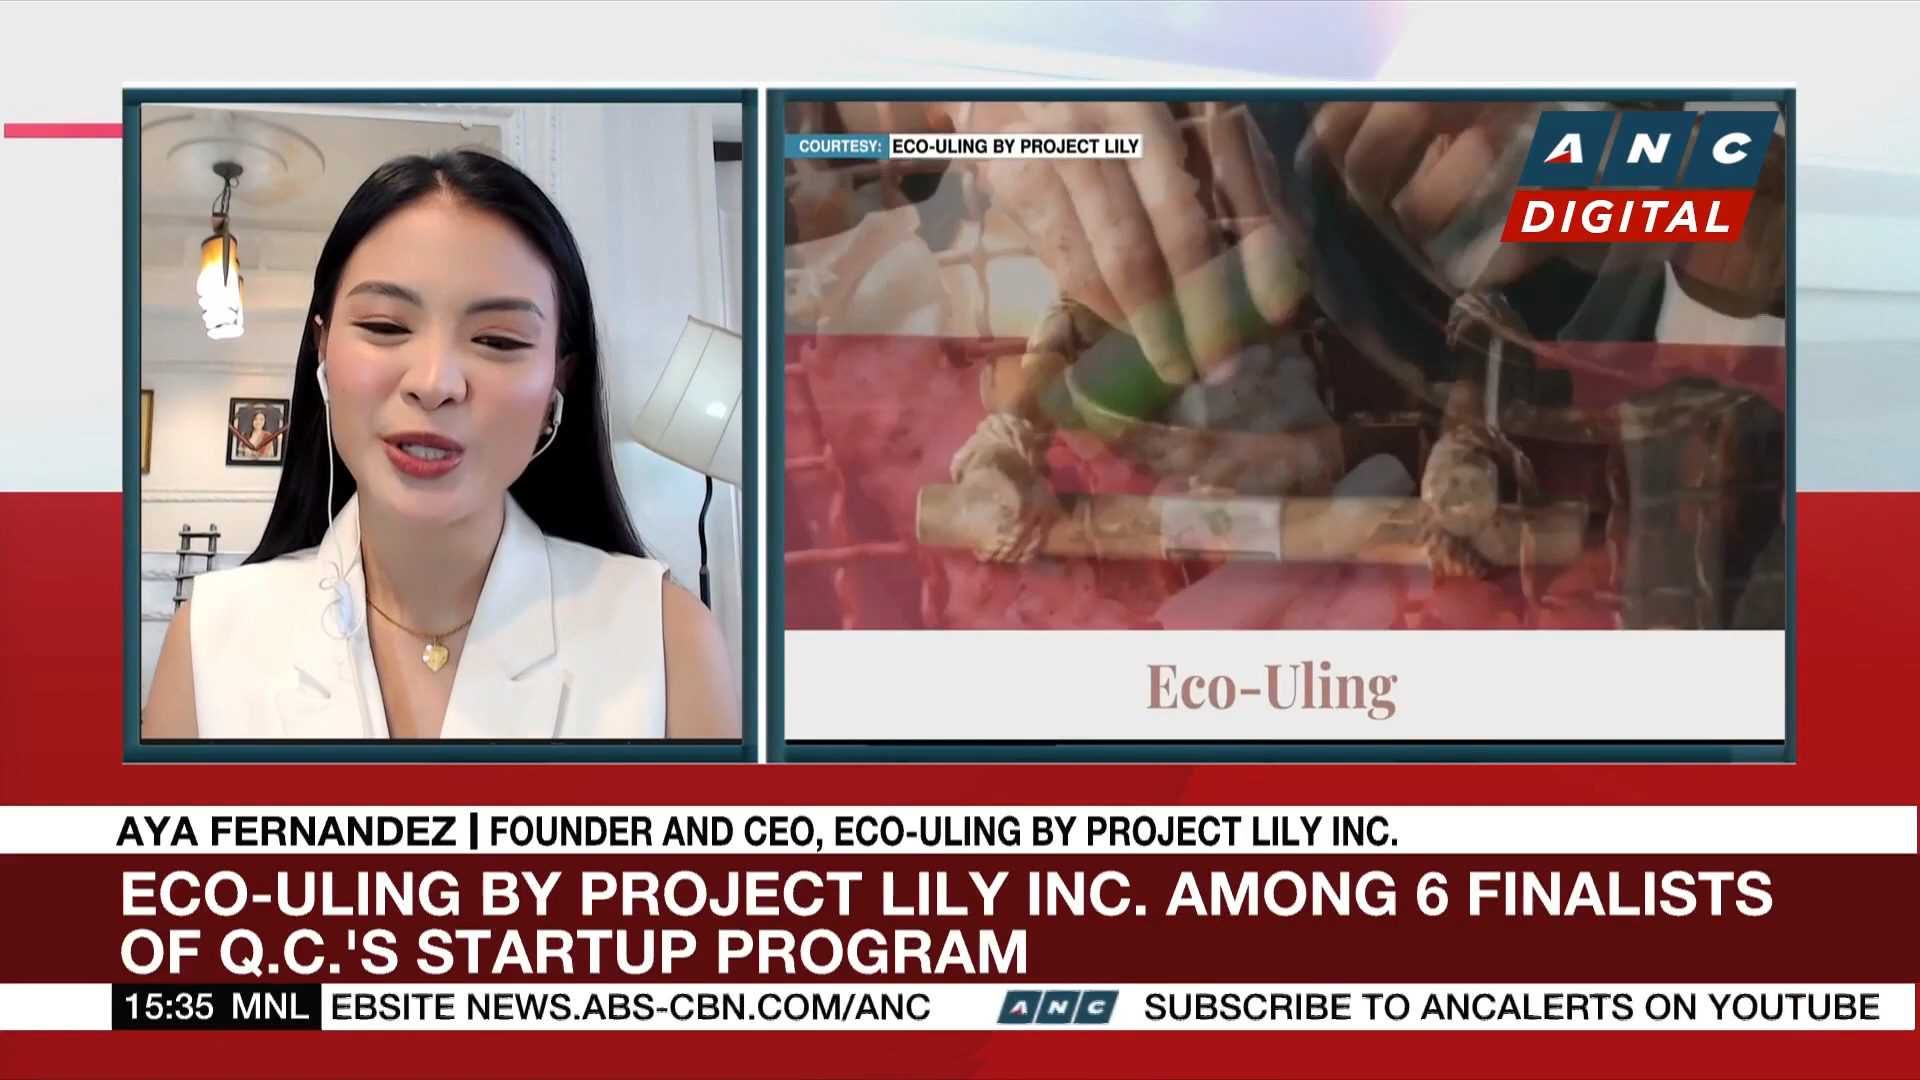 COURTESY: ECO-ULING BY PROJECT LILY
ANC
DIGITAL
Eco-Uling
AYA FERNANDEZ | FOUNDER AND CEO, ECO-ULING BY PROJECT LILY INC.
ECO-ULING BY PROJECT LILY INC. AMONG 6 FINALISTS
OF Q.C.'S STARTUP PROGRAM
15:35 MNL EBSITE NEWS.ABS-CBN.COM/ANC ANC SUBSCRIBE TO ANCALERTS ON YOUTUBE